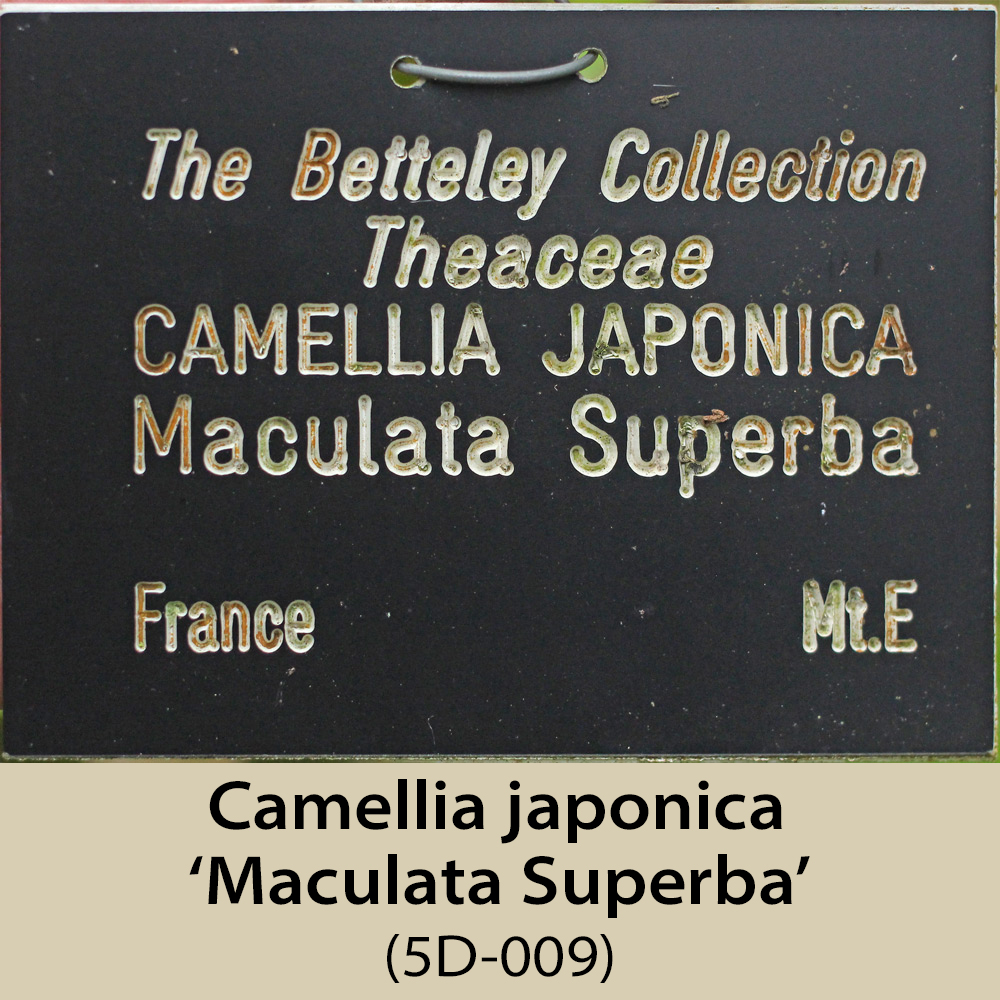 The Betteley Collection
Theaceae
CAMELLIA JAPONICA
Maculata Superba
France Mt.E
Camellia japonica
‘Maculata Superba’
(5D-009)